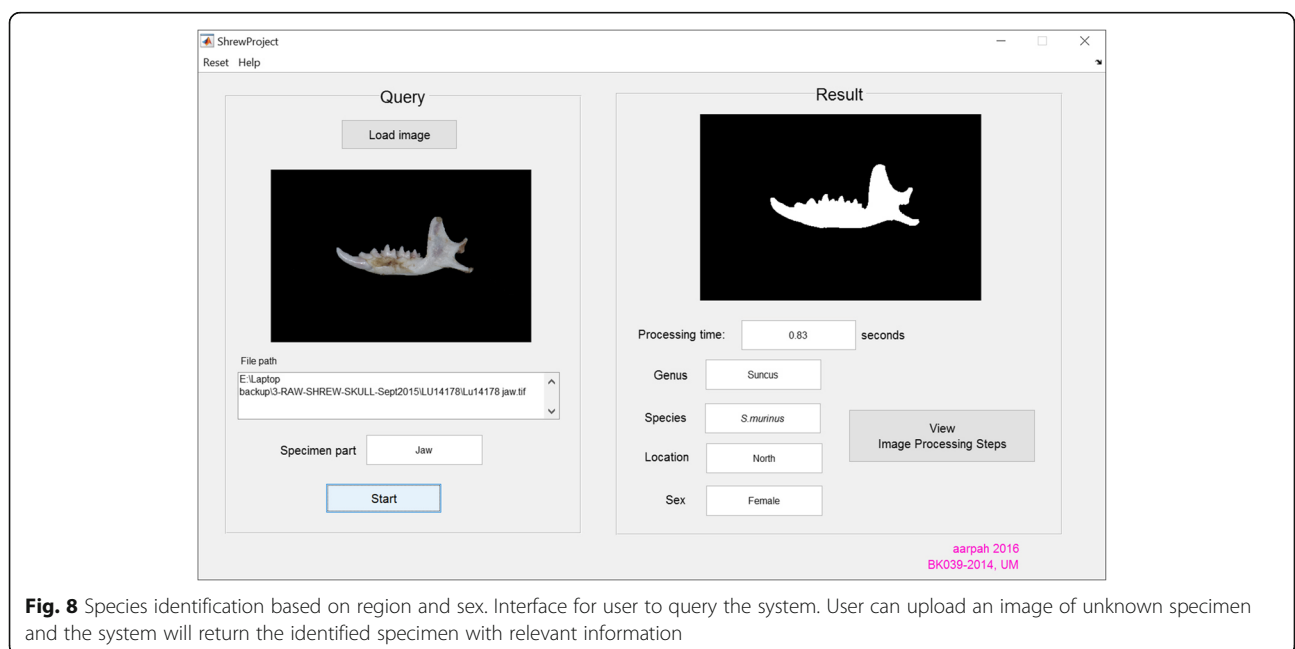 ShrewProject
Reset Help
Query
Load image
File path
E:\Laptop
backup\3-RAW-SHREW-SKULL-Sept2015\LU14178\Lu14178 jaw.tif
Specimen part Jaw
Start
Result
Processing time: 0.83 seconds
Genus Suncus
Species S.murinus
Location North
Sex Female
View
Image Processing Steps
aarpah 2016
BK039-2014, UM
Fig. 8 Species identification based on region and sex. Interface for user to query the system. User can upload an image of unknown specimen
and the system will return the identified specimen with relevant information